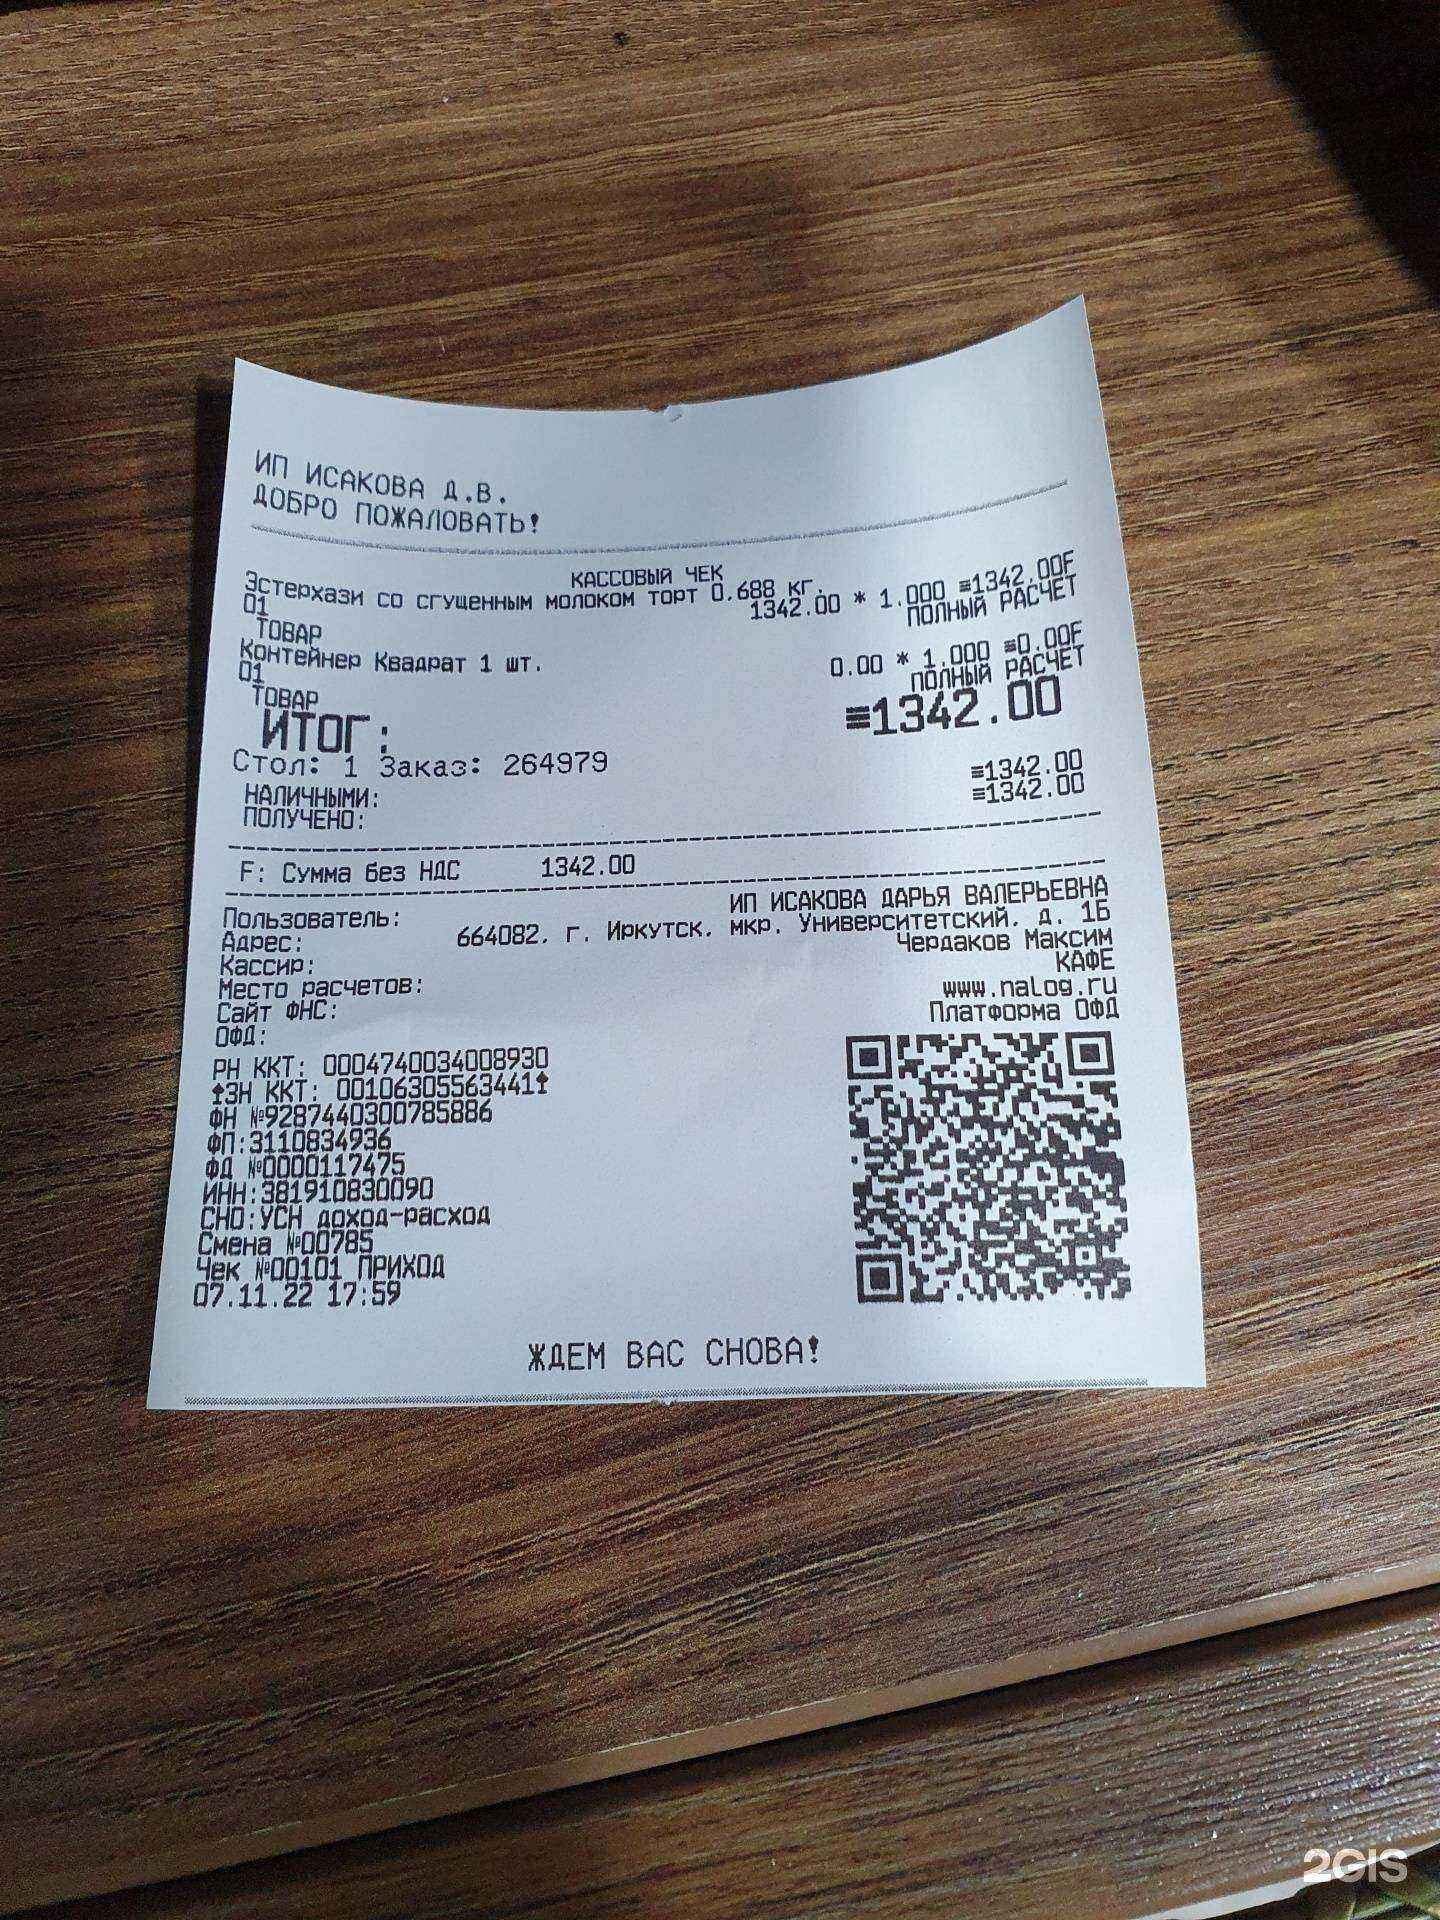 ИП ИСАКОВА Д.В.
ДОБРО ПОЖАЛОВАТЬ!
КАССОВЫЙ ЧЕК
Эстерхази со сгущенным молоком торт 0.688 кг.
1342.00 * 1.000 ≡1342.00F
01 ПОЛНЫЙ РАСЧЕТ
ТОВАР
Контейнер Квадрат 1 шт.
0.00 * 1.000 ≡0.00F
01 ПОЛНЫЙ РАСЧЕТ
ТОВАР
ИТОГ: ≡1342.00
Стол: 1 Заказ: 264979
НАЛИЧНЫМИ: ≡1342.00
ПОЛУЧЕНО: ≡1342.00
F: Сумма без НДС 1342.00
Пользователь: ИП ИСАКОВА ДАРЬЯ ВАЛЕРЬЕВНА
Адрес: 664082, г. Иркутск, мкр. Университетский, д. 1Б
Кассир: Чердаков Максим
Место расчетов: КАФЕ
Сайт ФНС: www.nalog.ru
ОФД: Платформа ОФД
РН ККТ: 0004740034008930
ЗН ККТ: 00106305563441
ФН №9287440300785886
ФП:3110834936
ФД №0000117475
ИНН:381910830090
СНО:УСН доход-расход
Смена №00785
Чек №00101 ПРИХОД
07.11.22 17:59
ЖДЕМ ВАС СНОВА!
2GIS